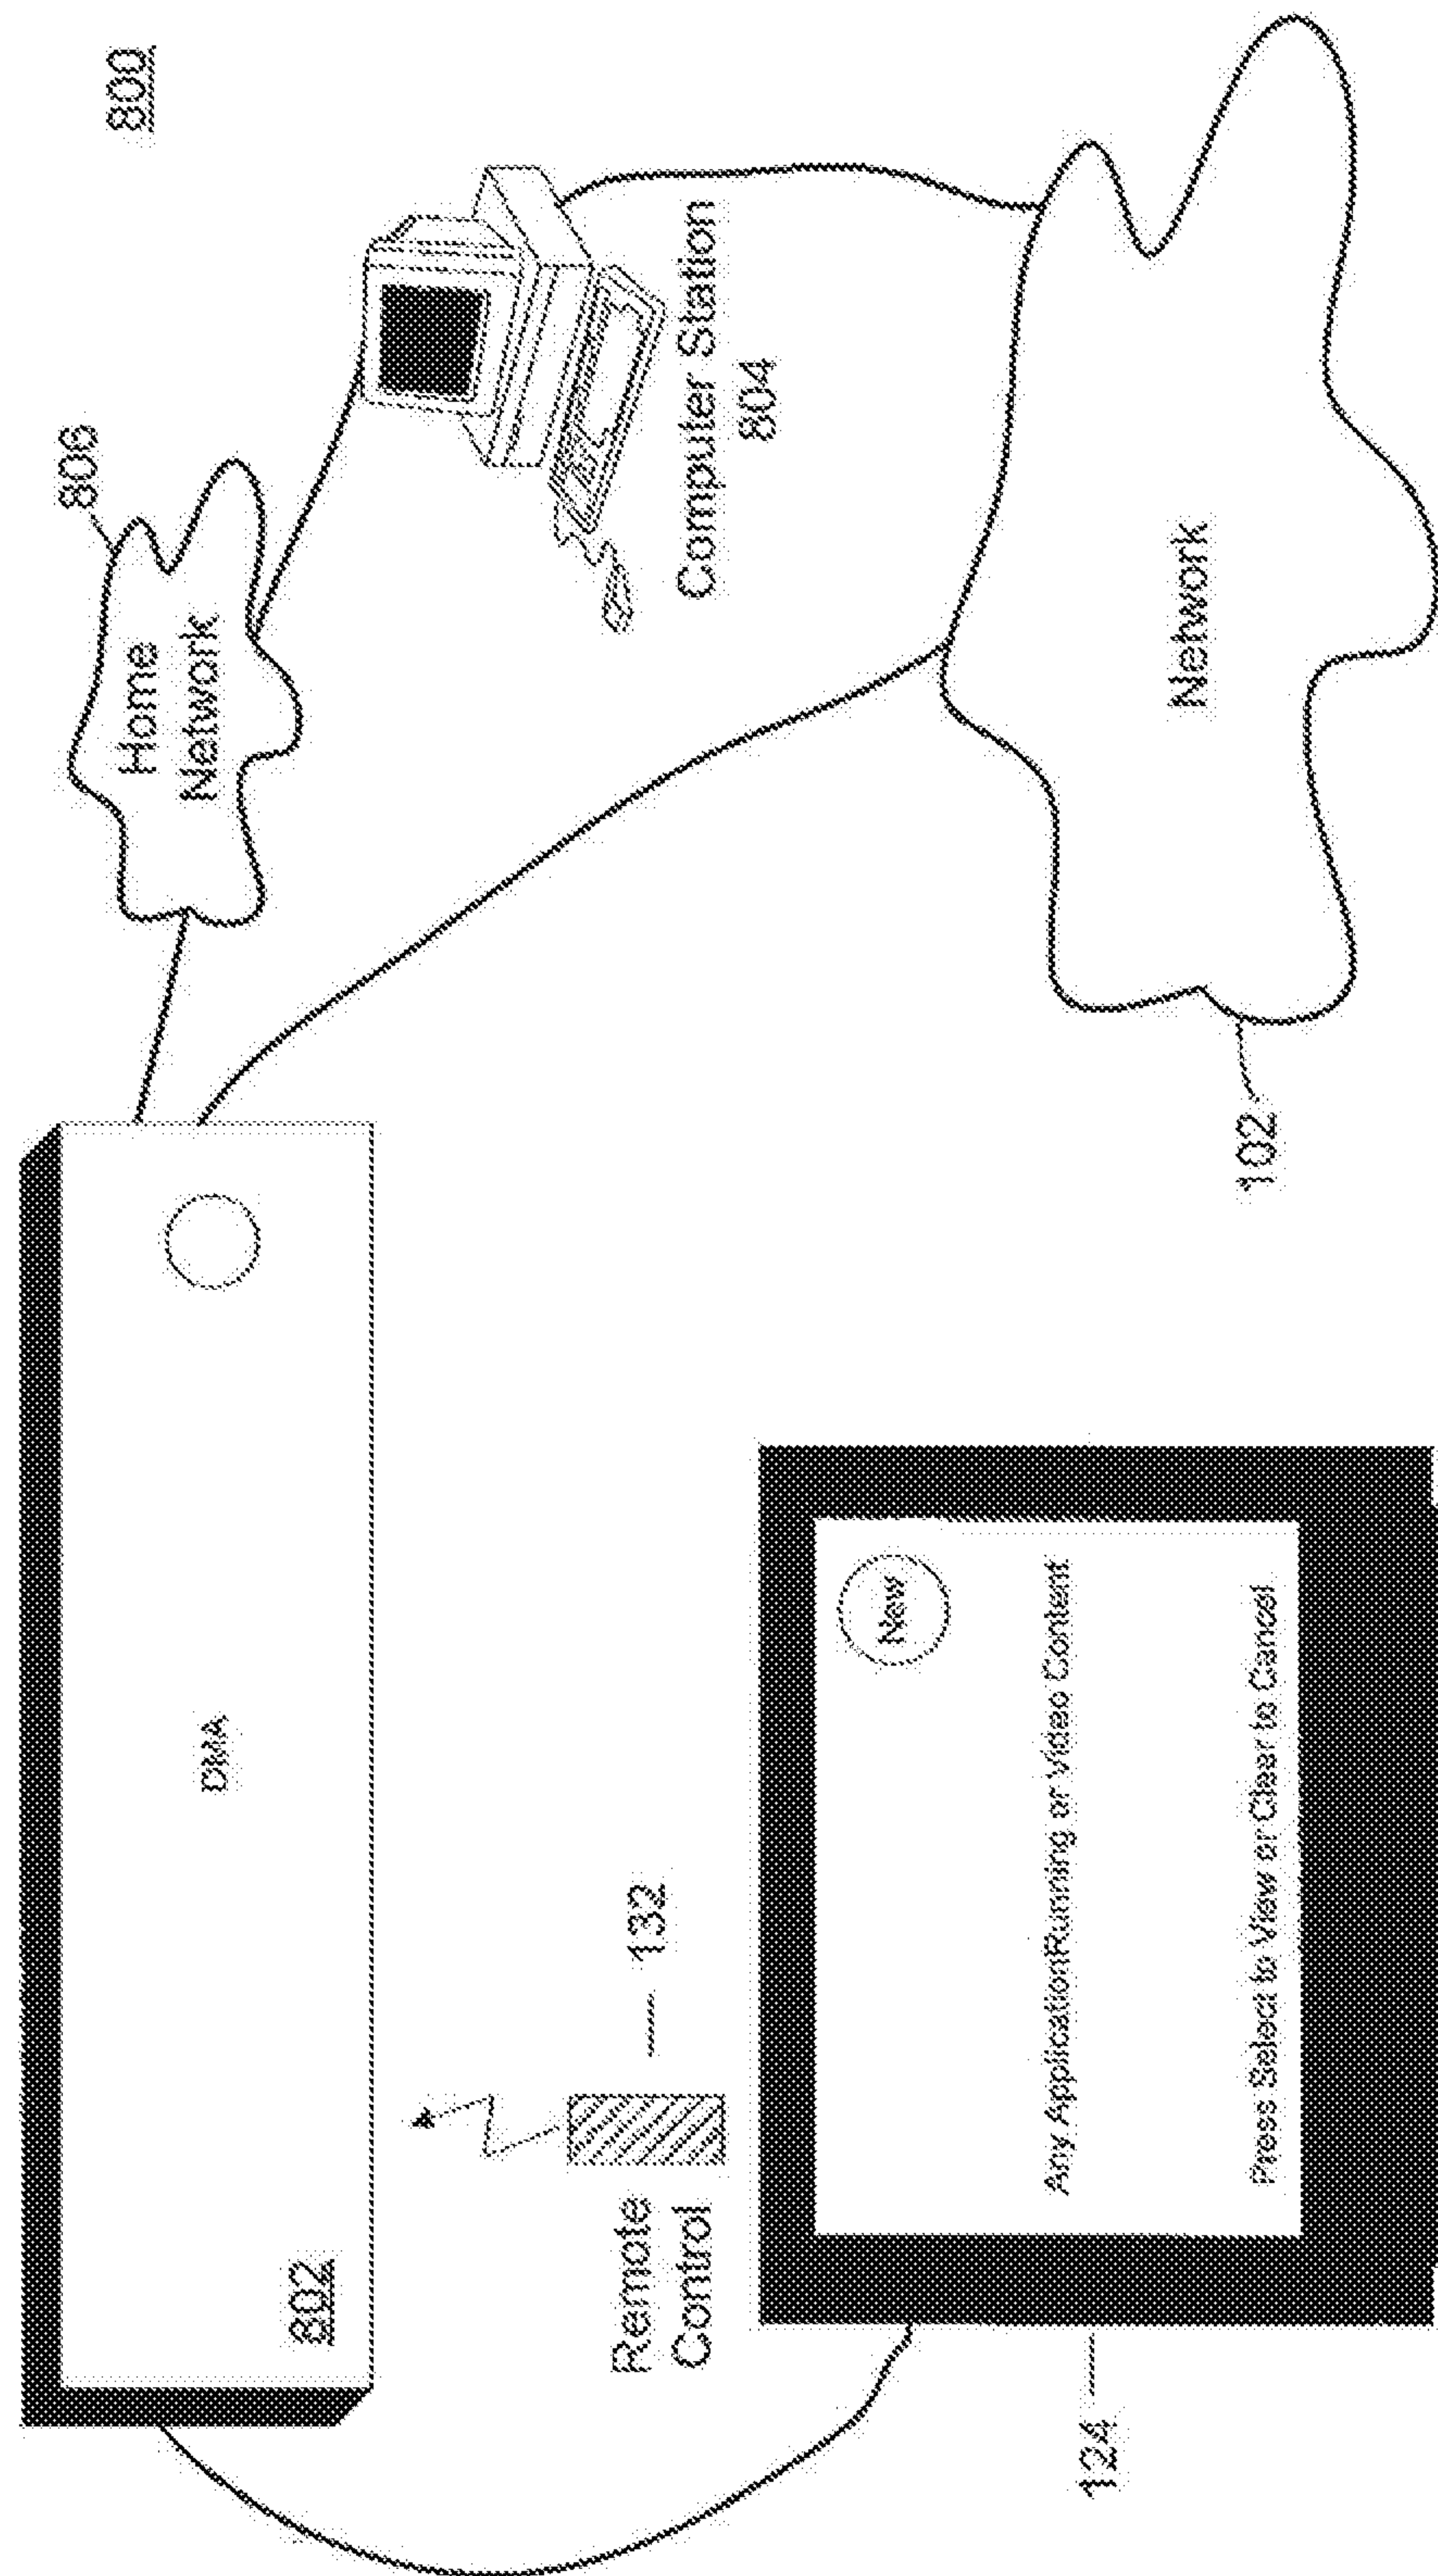 800
806
Home
Network
DMA
802
Computer Station
804
Remote
Control
132
Network
102
New
Any ApplicationRunning or Video Content
Press Select to View or Clear to Cancel
124